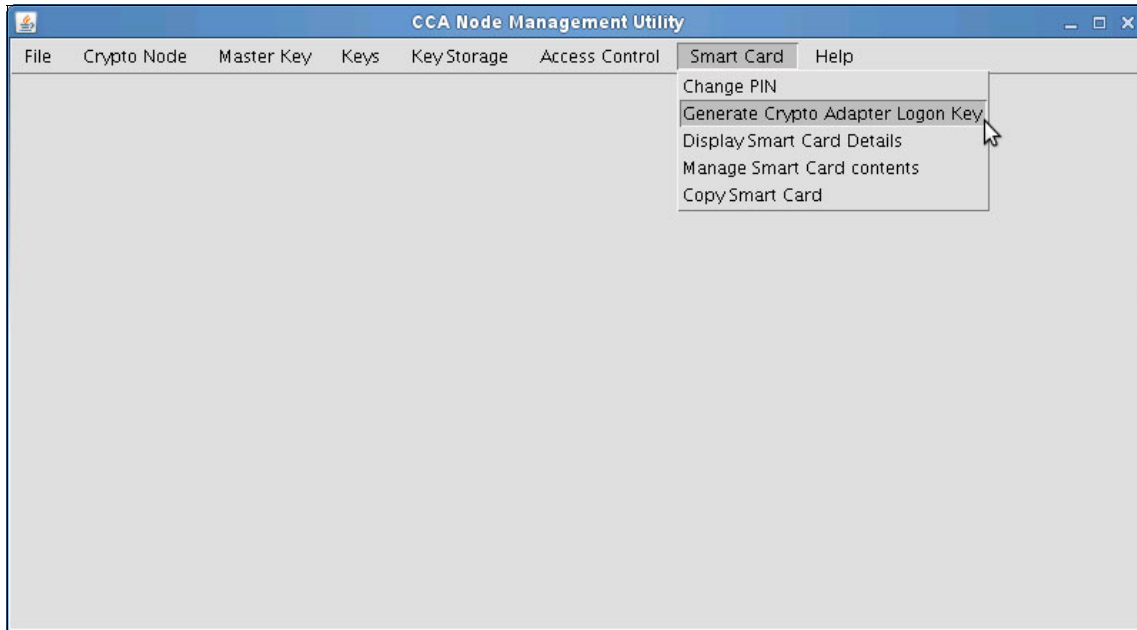 CCA Node Management Utility
File Crypto Node Master Key Keys Key Storage Access Control Smart Card Help
Change PIN
Generate Crypto Adapter Logon Key
Display Smart Card Details
Manage Smart Card contents
Copy Smart Card